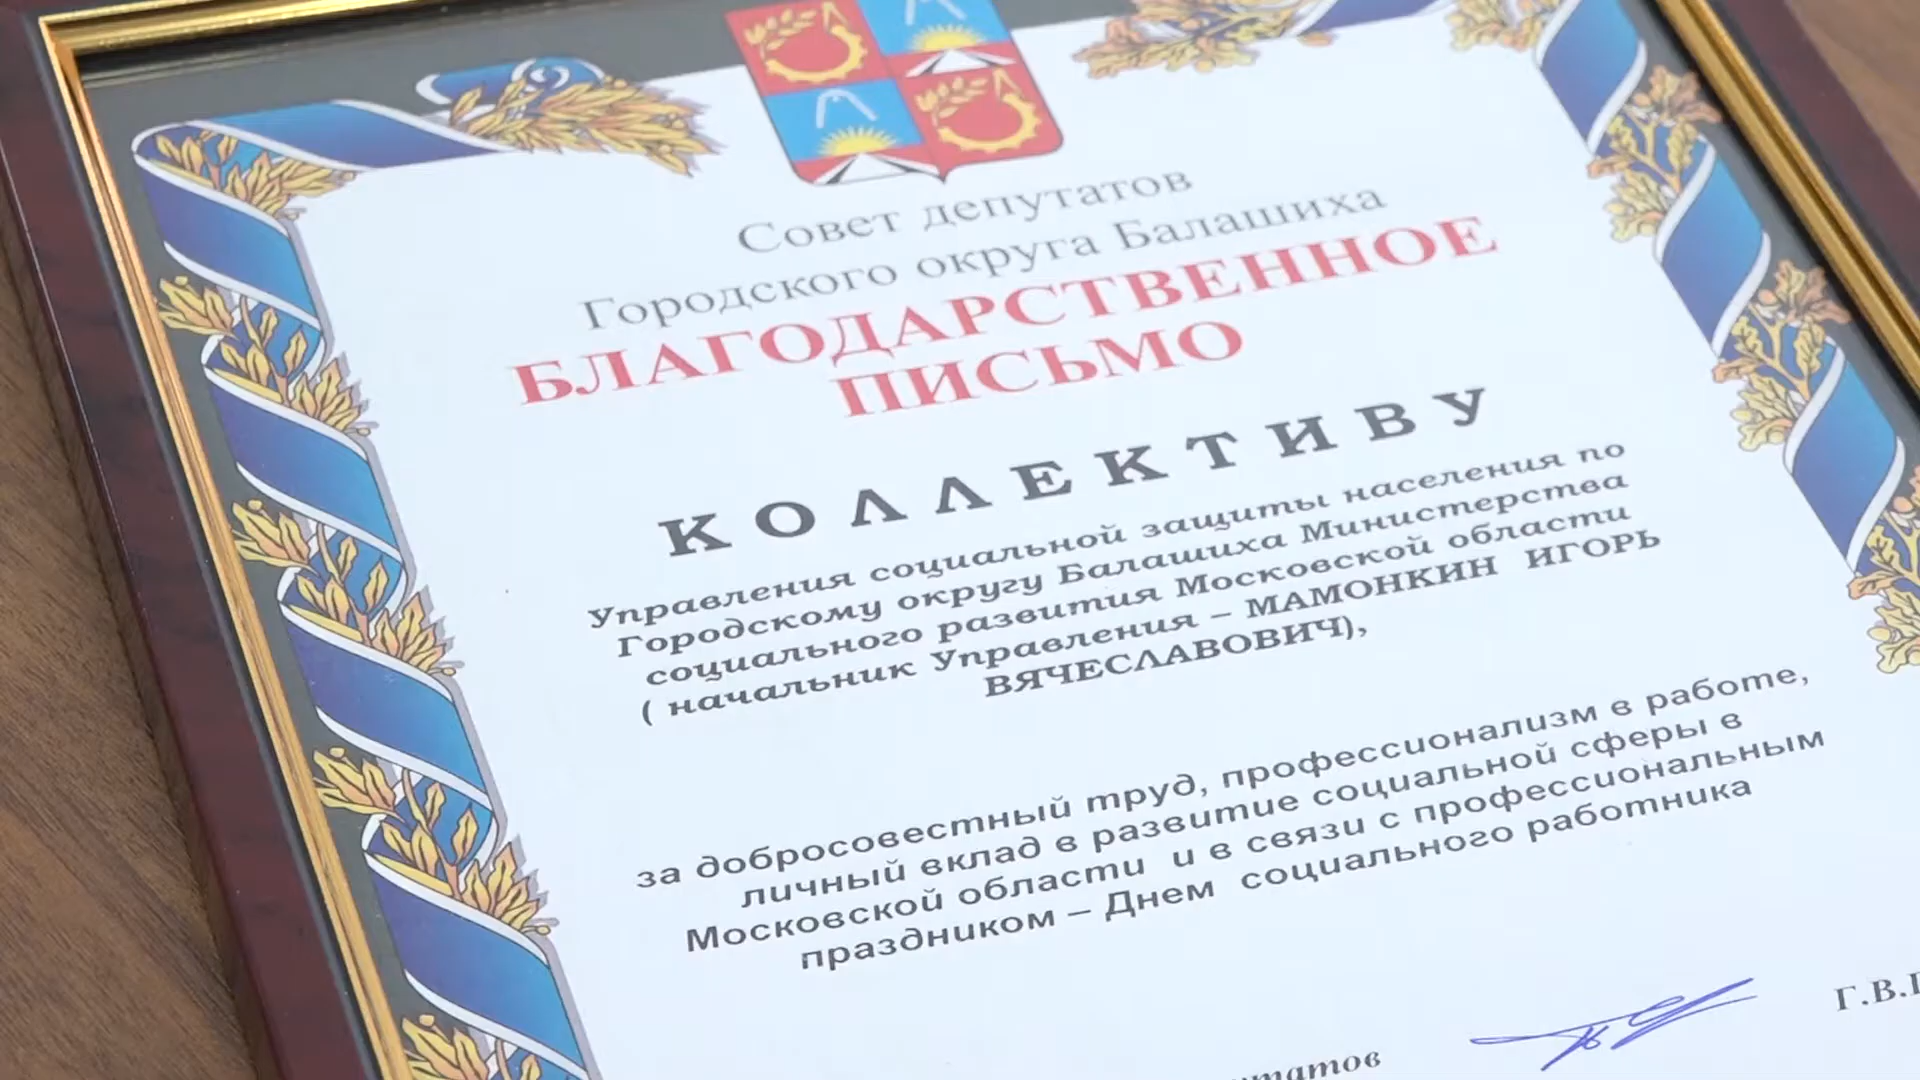 Совет депутатов
Городского округа Балашиха
БЛАГОДАРСТВЕННОЕ
ПИСЬМО
КОЛЛЕКТИВУ
Управления социальной защиты населения по
Городскому округу Балашиха Министерства
социального развития Московской области
( начальник Управления – МАМОНКИН ИГОРЬ
ВЯЧЕСЛАВОВИЧ),
за добросовестный труд, профессионализм в работе,
личный вклад в развитие социальной сферы в
Московской области и в связи с профессиональным
праздником – Днем социального работника
Г.В.